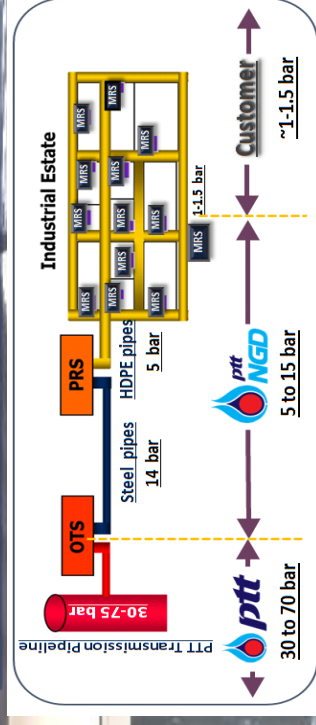 Industrial Estate
MRS
MRS
MRS
MRS
MRS
MRS
MRS
MRS
MRS
MRS
MRS
MRS
MRS
1-1.5 bar
OTS
PRS
Steel pipes
14 bar
HDPE pipes
5 bar
30-75 bar
PTT Transmission Pipeline
ptt
30 to 70 bar
ptt
NGD
5 to 15 bar
Customer
~1-1.5 bar